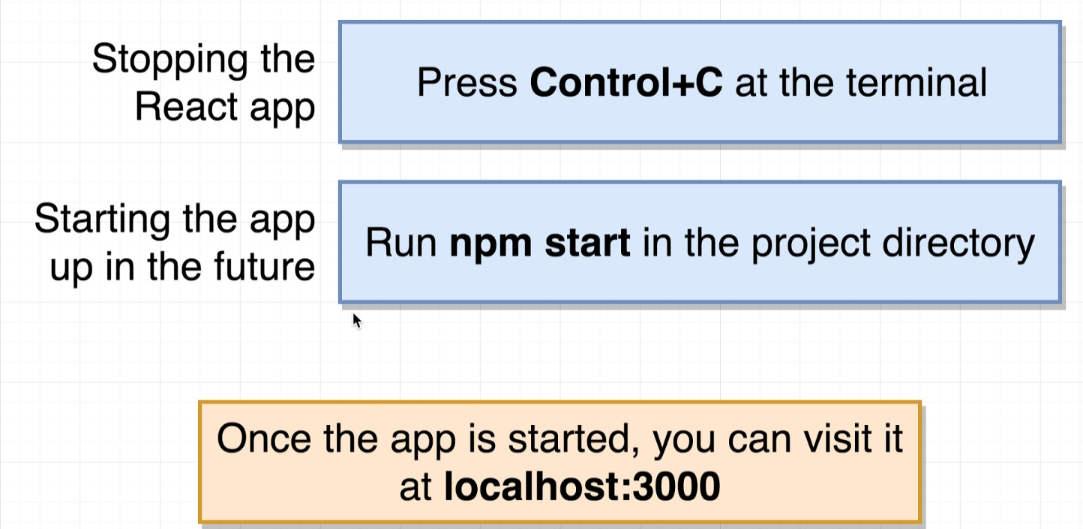 Stopping the
React app
Press Control+C at the terminal
Starting the app
up in the future
Run npm start in the project directory
Once the app is started, you can visit it
at localhost:3000